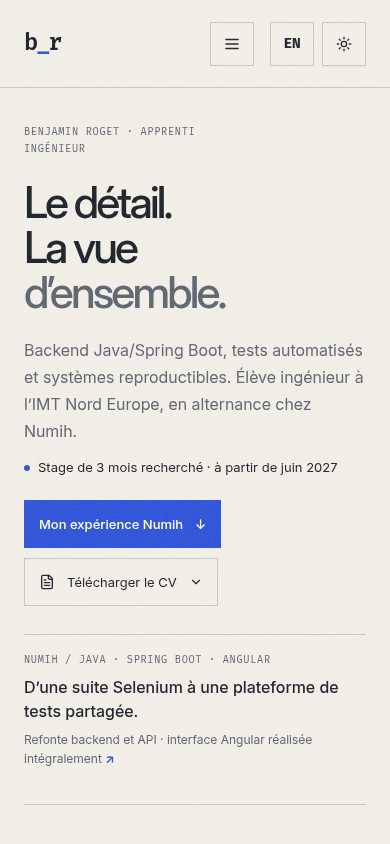 b_r
EN
BENJAMIN ROGET · APPRENTI
INGÉNIEUR
Le détail.
La vue
d’ensemble.
Backend Java/Spring Boot, tests automatisés
et systèmes reproductibles. Élève ingénieur à
l’IMT Nord Europe, en alternance chez
Numih.
Stage de 3 mois recherché · à partir de juin 2027
Mon expérience Numih ↓
Télécharger le CV
NUMIH / JAVA · SPRING BOOT · ANGULAR
D’une suite Selenium à une plateforme de
tests partagée.
Refonte backend et API · interface Angular réalisée
intégralement ↗